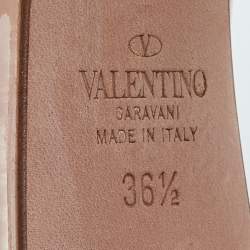 V
VALENTINO
GARAVANI
MADE IN ITALY
36½